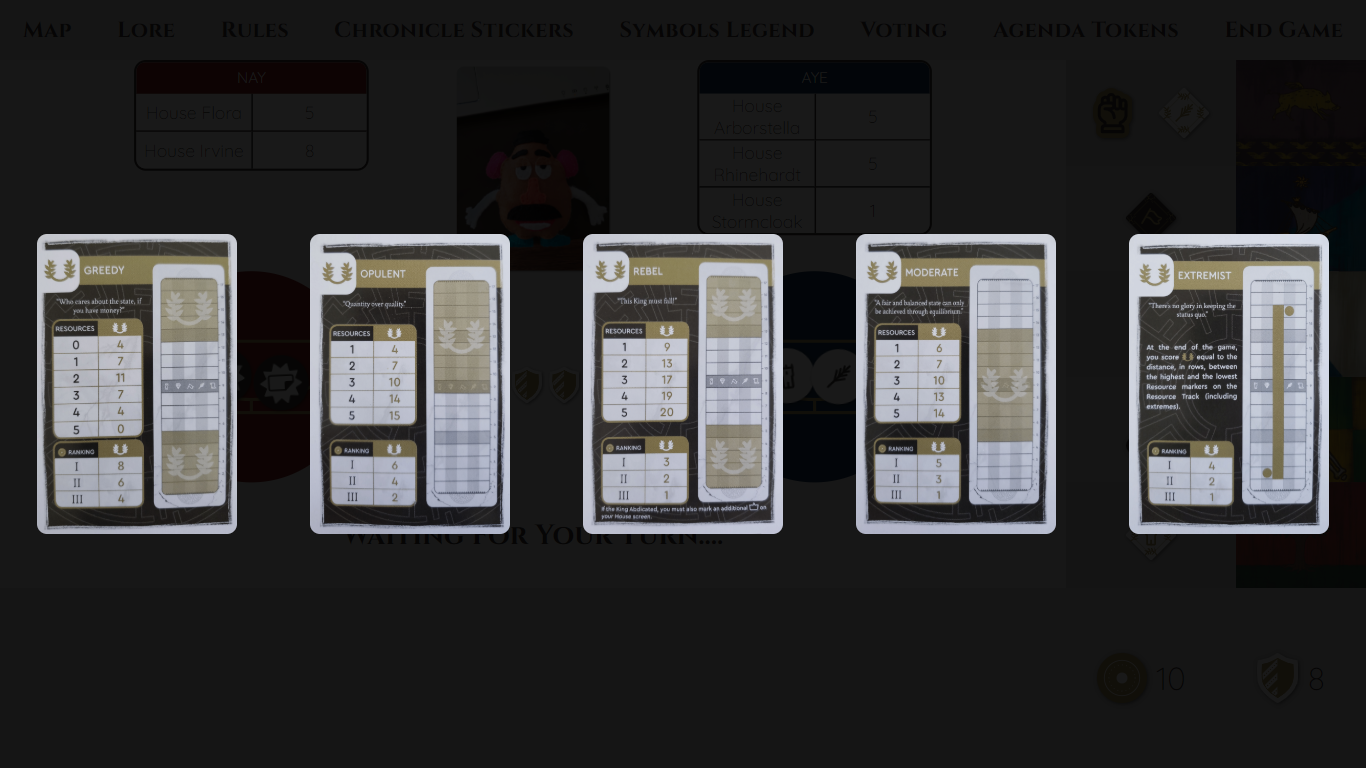 MAP LORE RULES CHRONICLE STICKERS SYMBOLS LEGEND VOTING AGENDA TOKENS END GAME
NAY
House Flora 5
House Irvine 8
AYE
House Arborstella 5
House Rhinehardt 5
House Stormcloak 1
GREEDY
"Who cares about the state, if
you have money?"
RESOURCES
0 4
1 7
2 11
3 7
4 4
5 0
RANKING
I 8
II 6
III 4
OPULENT
"Quantity over quality."
RESOURCES
1 4
2 7
3 10
4 14
5 15
RANKING
I 6
II 4
III 2
REBEL
"This King must fall!"
RESOURCES
1 9
2 13
3 17
4 19
5 20
RANKING
I 3
II 2
III 1
If the King Abdicated, you must also mark an additional on
your House screen.
MODERATE
"A fair and balanced state can only
be achieved through equilibrium."
RESOURCES
1 6
2 7
3 10
4 13
5 14
RANKING
I 5
II 3
III 1
EXTREMIST
"There's no glory in keeping the
status quo."
At the end of the game,
you score equal to the
distance, in rows, between
the highest and the lowest
Resource markers on the
Resource Track (including
extremes).
RANKING
I 4
II 2
III 1
WAITING FOR YOUR TURN....
10 8